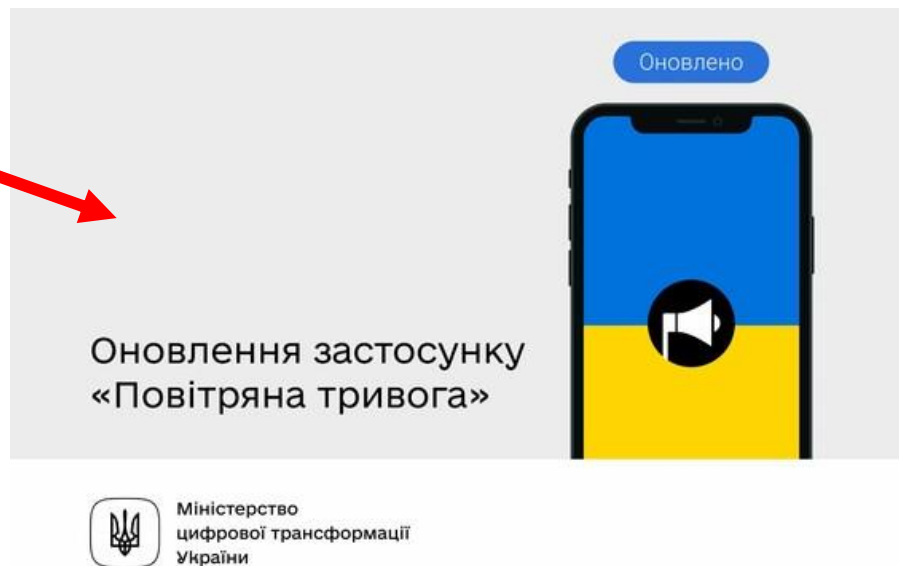 Оновлено
Оновлення застосунку
«Повітряна тривога»
Міністерство
цифрової трансформації
України